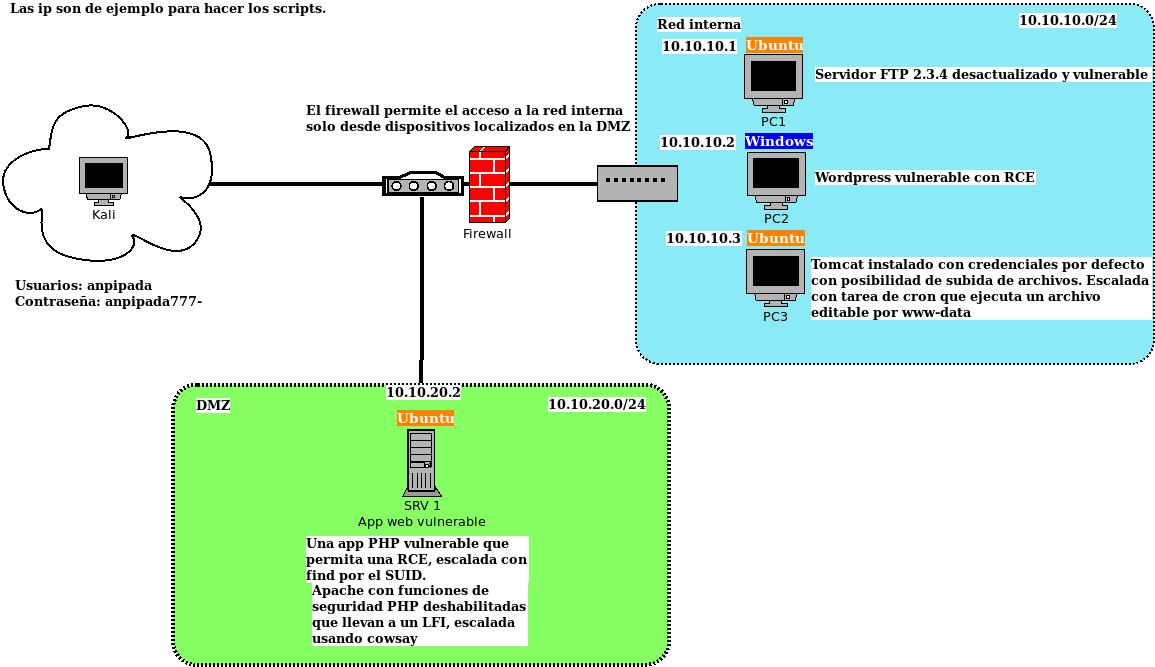 Las ip son de ejemplo para hacer los scripts.
Red interna
10.10.10.0/24
10.10.10.1
Ubuntu
Servidor FTP 2.3.4 desactualizado y vulnerable
PC1
El firewall permite el acceso a la red interna
solo desde dispositivos localizados en la DMZ
10.10.10.2
Windows
Wordpress vulnerable con RCE
PC2
Kali
Firewall
10.10.10.3
Ubuntu
Tomcat instalado con credenciales por defecto
con posibilidad de subida de archivos. Escalada
con tarea de cron que ejecuta un archivo
editable por www-data
PC3
Usuarios: anpipada
Contraseña: anpipada777-
10.10.20.2
DMZ
10.10.20.0/24
Ubuntu
SRV 1
App web vulnerable
Una app PHP vulnerable que
permita una RCE, escalada con
find por el SUID.
Apache con funciones de
seguridad PHP deshabilitadas
que llevan a un LFI, escalada
usando cowsay